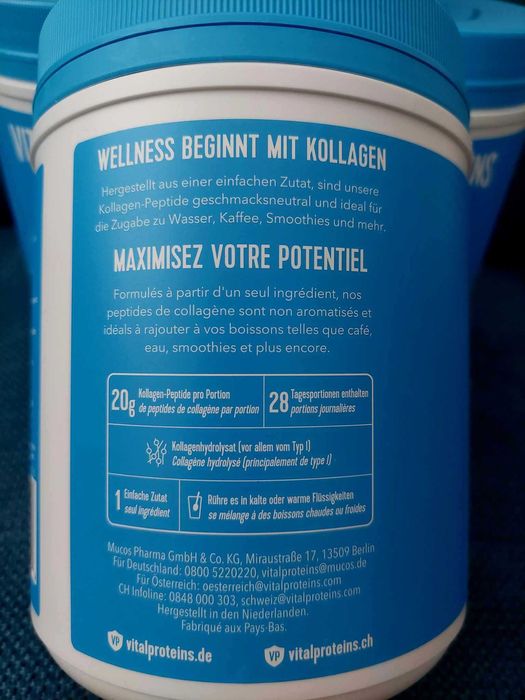 WELLNESS BEGINNT MIT KOLLAGEN
Hergestellt aus einer einfachen Zutat, sind unsere
Kollagen-Peptide geschmacksneutral und ideal für
die Zugabe zu Wasser, Kaffee, Smoothies und mehr.
MAXIMISEZ VOTRE POTENTIEL
Formulés à partir d'un seul ingrédient, nos
peptides de collagène sont non aromatisés et
idéals à rajouter à vos boissons telles que café,
eau, smoothies et plus encore.
20g Kollagen-Peptide pro Portion
de peptides de collagène par portion
28 Tagesportionen enthalten
portions journalières
Kollagenhydrolysat (vor allem vom Typ I)
Collagène hydrolysé (principalement de type I)
1 Einfache Zutat
seul ingrédient
Rühre es in kalte oder warme Flüssigkeiten
se mélange à des boissons chaudes ou froides
Mucos Pharma GmbH & Co. KG, Miraustraße 17, 13509 Berlin
Für Deutschland: 0800 5220220, vitalproteins@mucos.de
Für Österreich: oesterreich@vitalproteins.com
CH Infoline: 0848 000 303, schweiz@vitalproteins.com
Hergestellt in den Niederlanden.
Fabriqué aux Pays-Bas.
VP vitalproteins.de
VP vitalproteins.ch